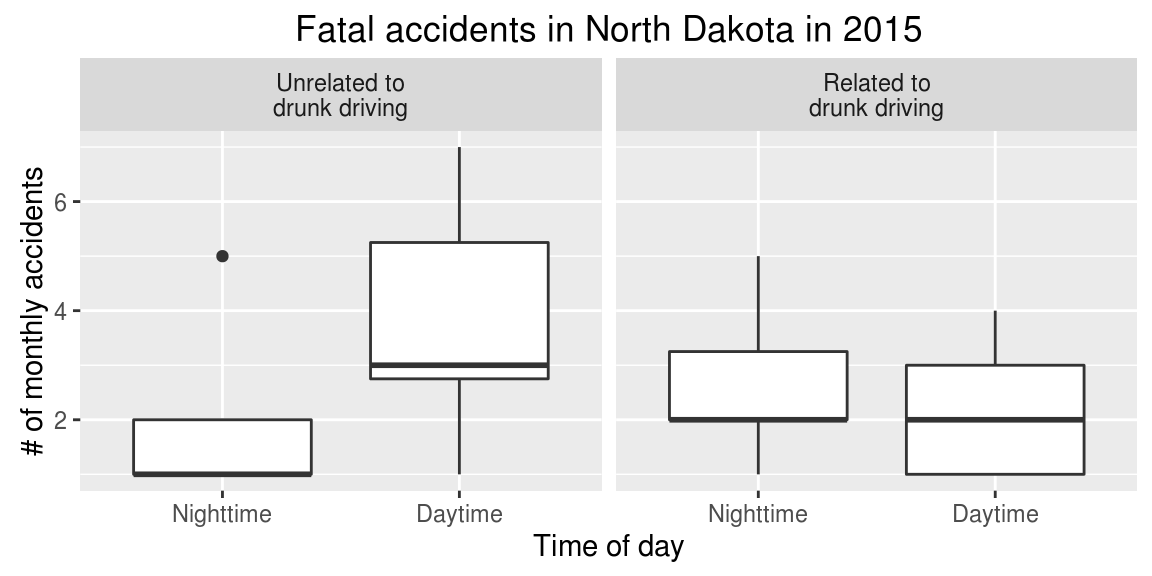 Fatal accidents in North Dakota in 2015
Unrelated to
drunk driving
Related to
drunk driving
# of monthly accidents
6
4
2
Nighttime
Daytime
Nighttime
Daytime
Time of day